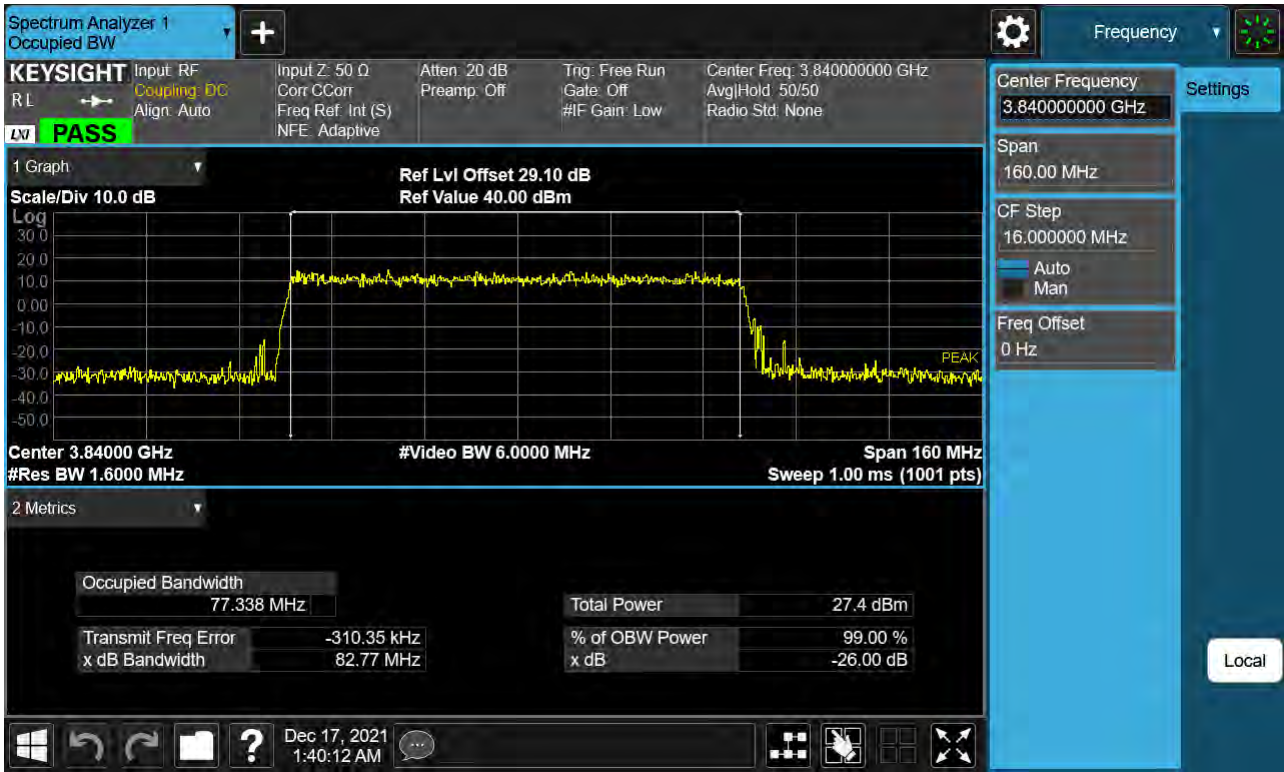 Spectrum Analyzer 1
Occupied BW
Frequency
KEYSIGHT
R L
LXI
PASS
Input: RF
Coupling: DC
Align: Auto
Input Z: 50 Ω
Corr CCorr
Freq Ref: Int (S)
NFE: Adaptive
Atten: 20 dB
Preamp: Off
Trig: Free Run
Gate: Off
#IF Gain: Low
Center Freq: 3.840000000 GHz
Avg|Hold: 50/50
Radio Std: None
Center Frequency
3.840000000 GHz
Settings
Span
160.00 MHz
CF Step
16.000000 MHz
Auto
Man
Freq Offset
0 Hz
Local
1 Graph
Scale/Div 10.0 dB
Ref Lvl Offset 29.10 dB
Ref Value 40.00 dBm
Log
30.0
20.0
10.0
0.00
-10.0
-20.0
-30.0
-40.0
-50.0
PEAK
Center 3.84000 GHz
#Video BW 6.0000 MHz
Span 160 MHz
#Res BW 1.6000 MHz
Sweep 1.00 ms (1001 pts)
2 Metrics
Occupied Bandwidth
77.338 MHz
Total Power 27.4 dBm
Transmit Freq Error -310.35 kHz
% of OBW Power 99.00 %
x dB Bandwidth 82.77 MHz
x dB -26.00 dB
Dec 17, 2021
1:40:12 AM